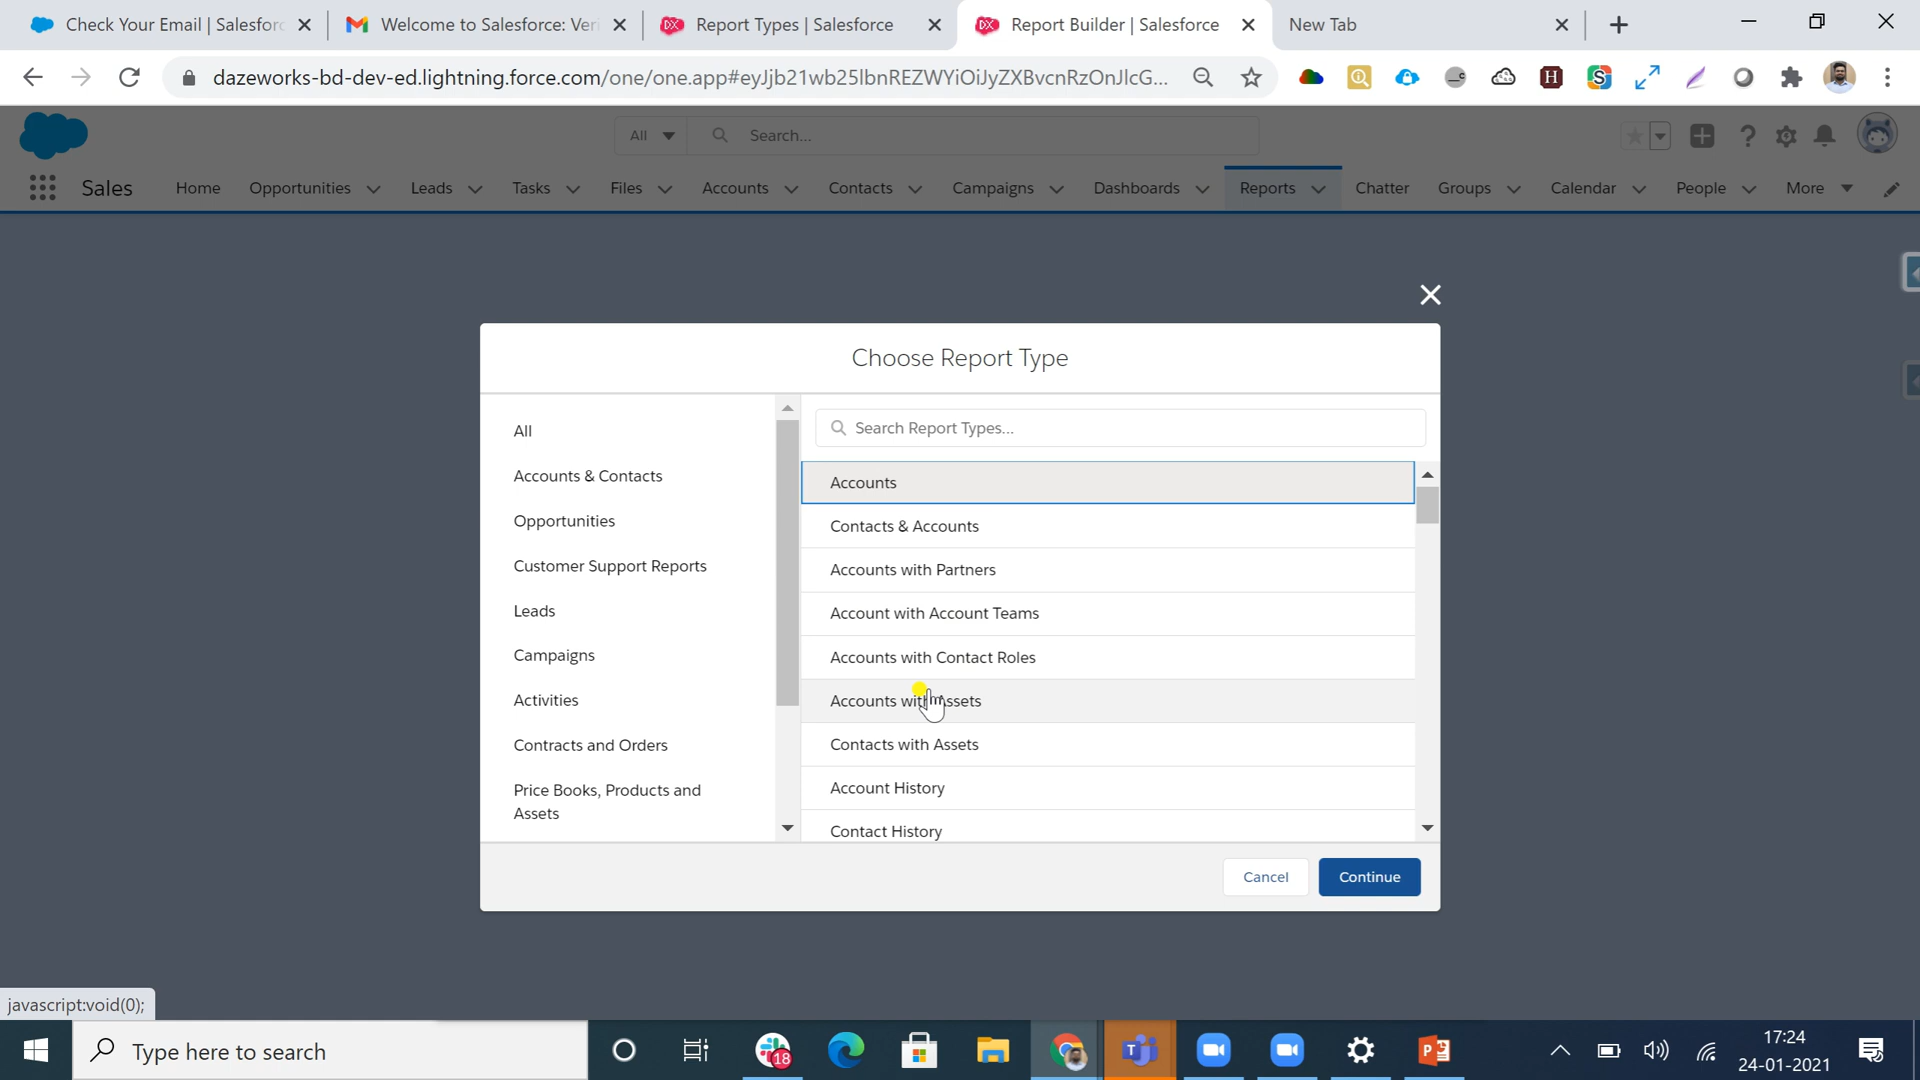 Check Your Email | Salesforc
Welcome to Salesforce: Veri
Report Types | Salesforce
Report Builder | Salesforce
New Tab
dazeworks-bd-dev-ed.lightning.force.com/one/one.app#eyJjb21wb25lbnREZWYiOiJyZXBvcnRzOnJlcG...
All
Search...
Sales
Home
Opportunities
Leads
Tasks
Files
Accounts
Contacts
Campaigns
Dashboards
Reports
Chatter
Groups
Calendar
People
More
Choose Report Type
All
Accounts & Contacts
Opportunities
Customer Support Reports
Leads
Campaigns
Activities
Contracts and Orders
Price Books, Products and
Assets
Search Report Types...
Accounts
Contacts & Accounts
Accounts with Partners
Account with Account Teams
Accounts with Contact Roles
Accounts with Assets
Contacts with Assets
Account History
Contact History
Cancel
Continue
javascript:void(0);
Type here to search
18
17:24
24-01-2021